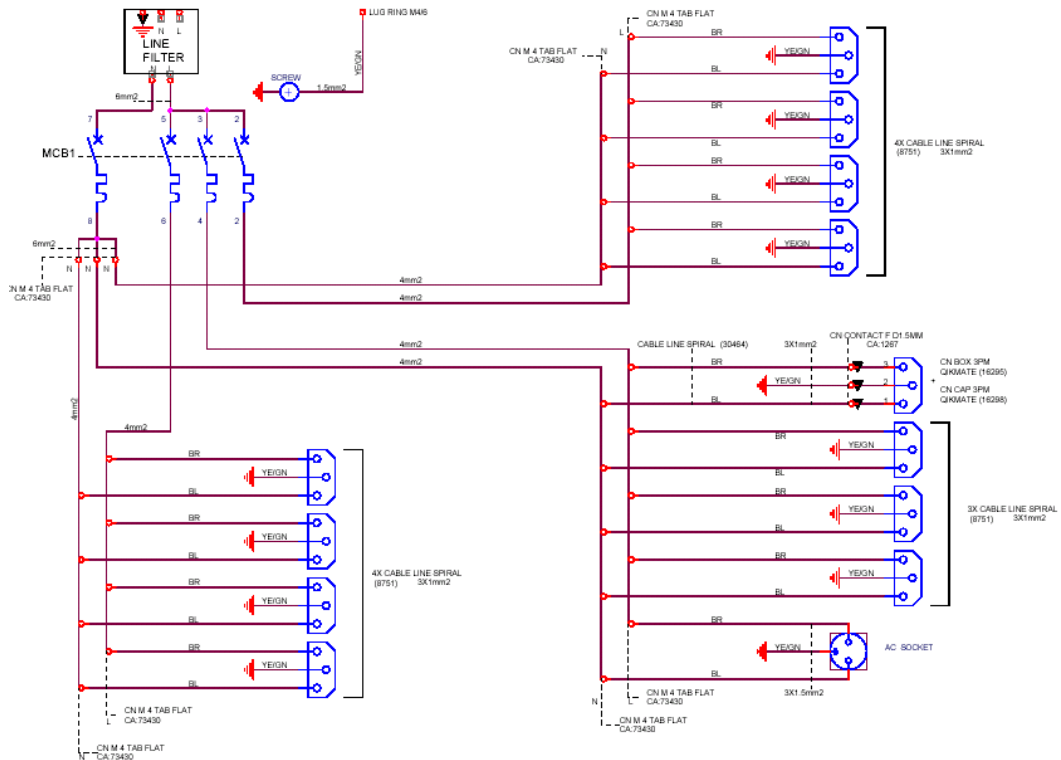 LUG RING M4/6
N L
LINE
FILTER
YE/GN
SCREW
1.5mm2
6mm2
7 5 3 2
MCB1
8 6 4 2
6mm2
N N N
CN M 4 TAB FLAT
CA:73430
4mm2
4mm2
4mm2
4mm2
CN M 4 TAB FLAT
CA:73430
L
CN M 4 TAB FLAT
CA:73430
N
BR
YE/GN
BL
BR
YE/GN
BL
BR
YE/GN
BL
BR
YE/GN
BL
4X CABLE LINE SPIRAL
(8751) 3X1mm2
CABLE LINE SPIRAL (30464)
3X1mm2
CN CONTACT F D1.5MM
CA:1267
BR
3
YE/GN
2
BL
1
CN BOX 3PM
QIKMATE (16295)
+
CN CAP 3PM
QIKMATE (16298)
BR
YE/GN
BL
BR
YE/GN
BL
BR
YE/GN
BL
3X CABLE LINE SPIRAL
(8751) 3X1mm2
BR
YE/GN
BL
AC SOCKET
3X1.5mm2
L
CN M 4 TAB FLAT
CA:73430
N
CN M 4 TAB FLAT
CA:73430
4mm2
4mm2
BR
YE/GN
BL
BR
YE/GN
BL
BR
YE/GN
BL
BR
YE/GN
BL
4X CABLE LINE SPIRAL
(8751) 3X1mm2
L
CN M 4 TAB FLAT
CA:73430
N
CN M 4 TAB FLAT
CA:73430